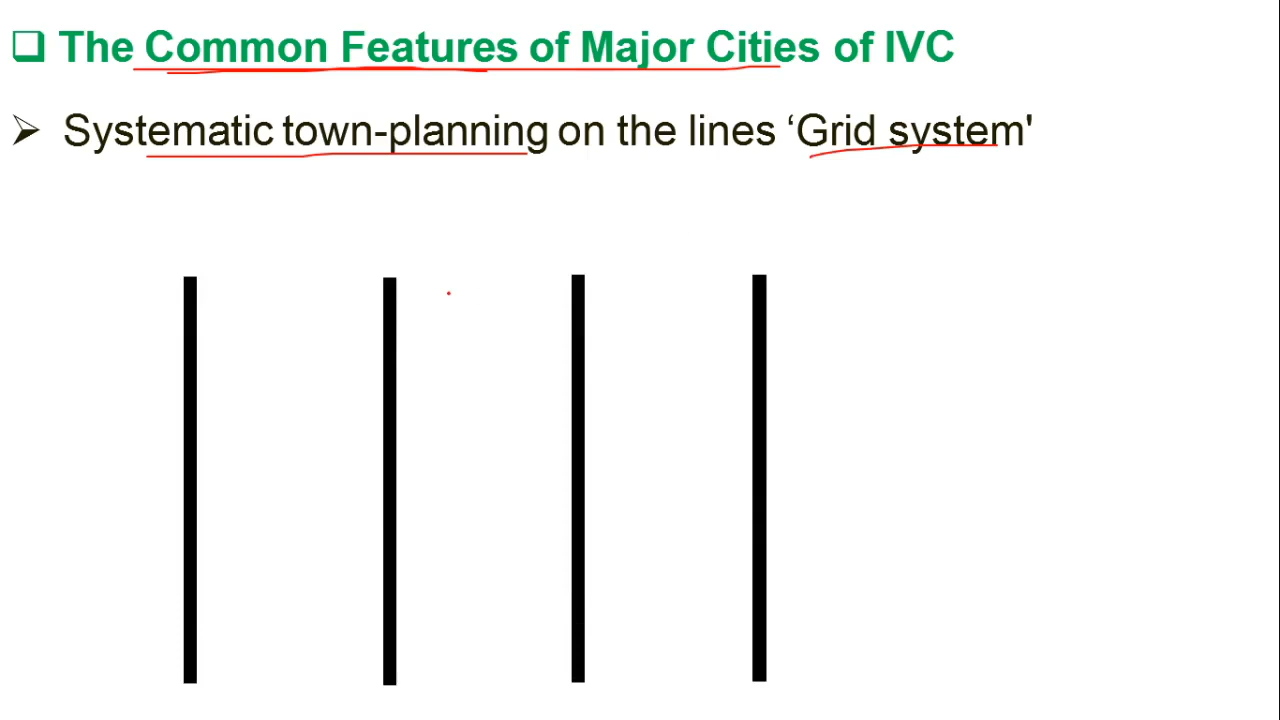 The Common Features of Major Cities of IVC
Systematic town-planning on the lines ‘Grid system'